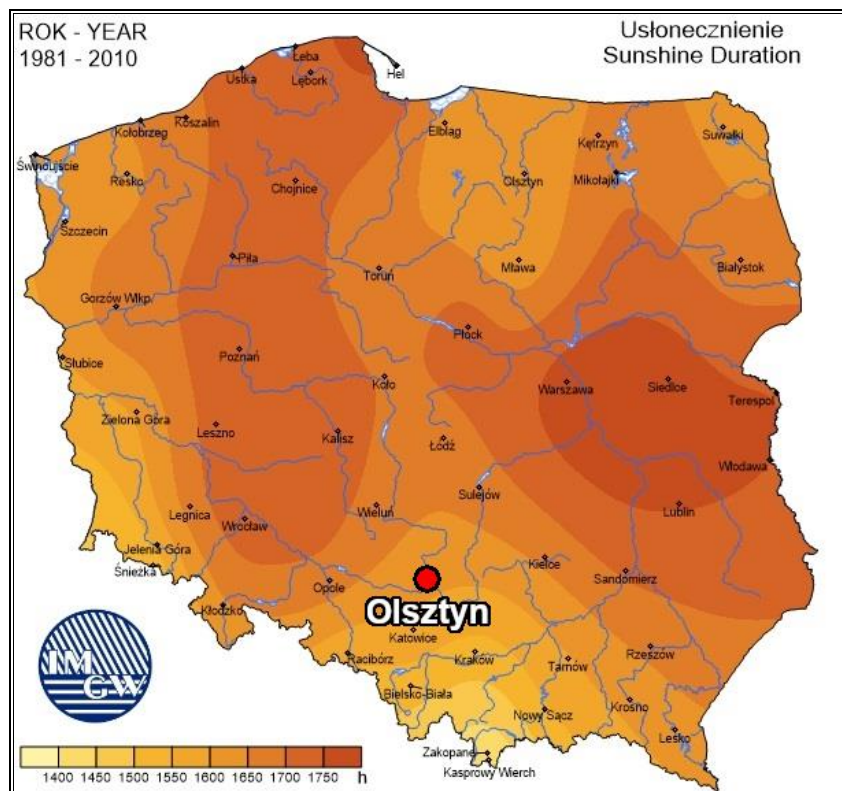 ROK - YEAR
1981 - 2010
Usłonecznienie
Sunshine Duration
Łeba
Hel
Ustka
Lębork
Kołobrzeg
Koszalin
Elbląg
Suwałki
Kętrzyn
Świnoujście
Resko
Chojnice
Olsztyn
Mikołajki
Szczecin
Piła
Toruń
Mława
Białystok
Gorzów Wlkp.
Płock
Słubice
Poznań
Koło
Warszawa
Siedlce
Terespol
Zielona Góra
Leszno
Kalisz
Łódź
Włodawa
Sulejów
Legnica
Wrocław
Wieluń
Lublin
Jelenia Góra
Śnieżka
Opole
Kielce
Sandomierz
Kłodzko
Olsztyn
Katowice
Racibórz
Kraków
Tarnów
Rzeszów
Bielsko-Biała
Nowy Sącz
Krosno
Lesko
Zakopane
Kasprowy Wierch
IM
GW
1400 1450 1500 1550 1600 1650 1700 1750 h